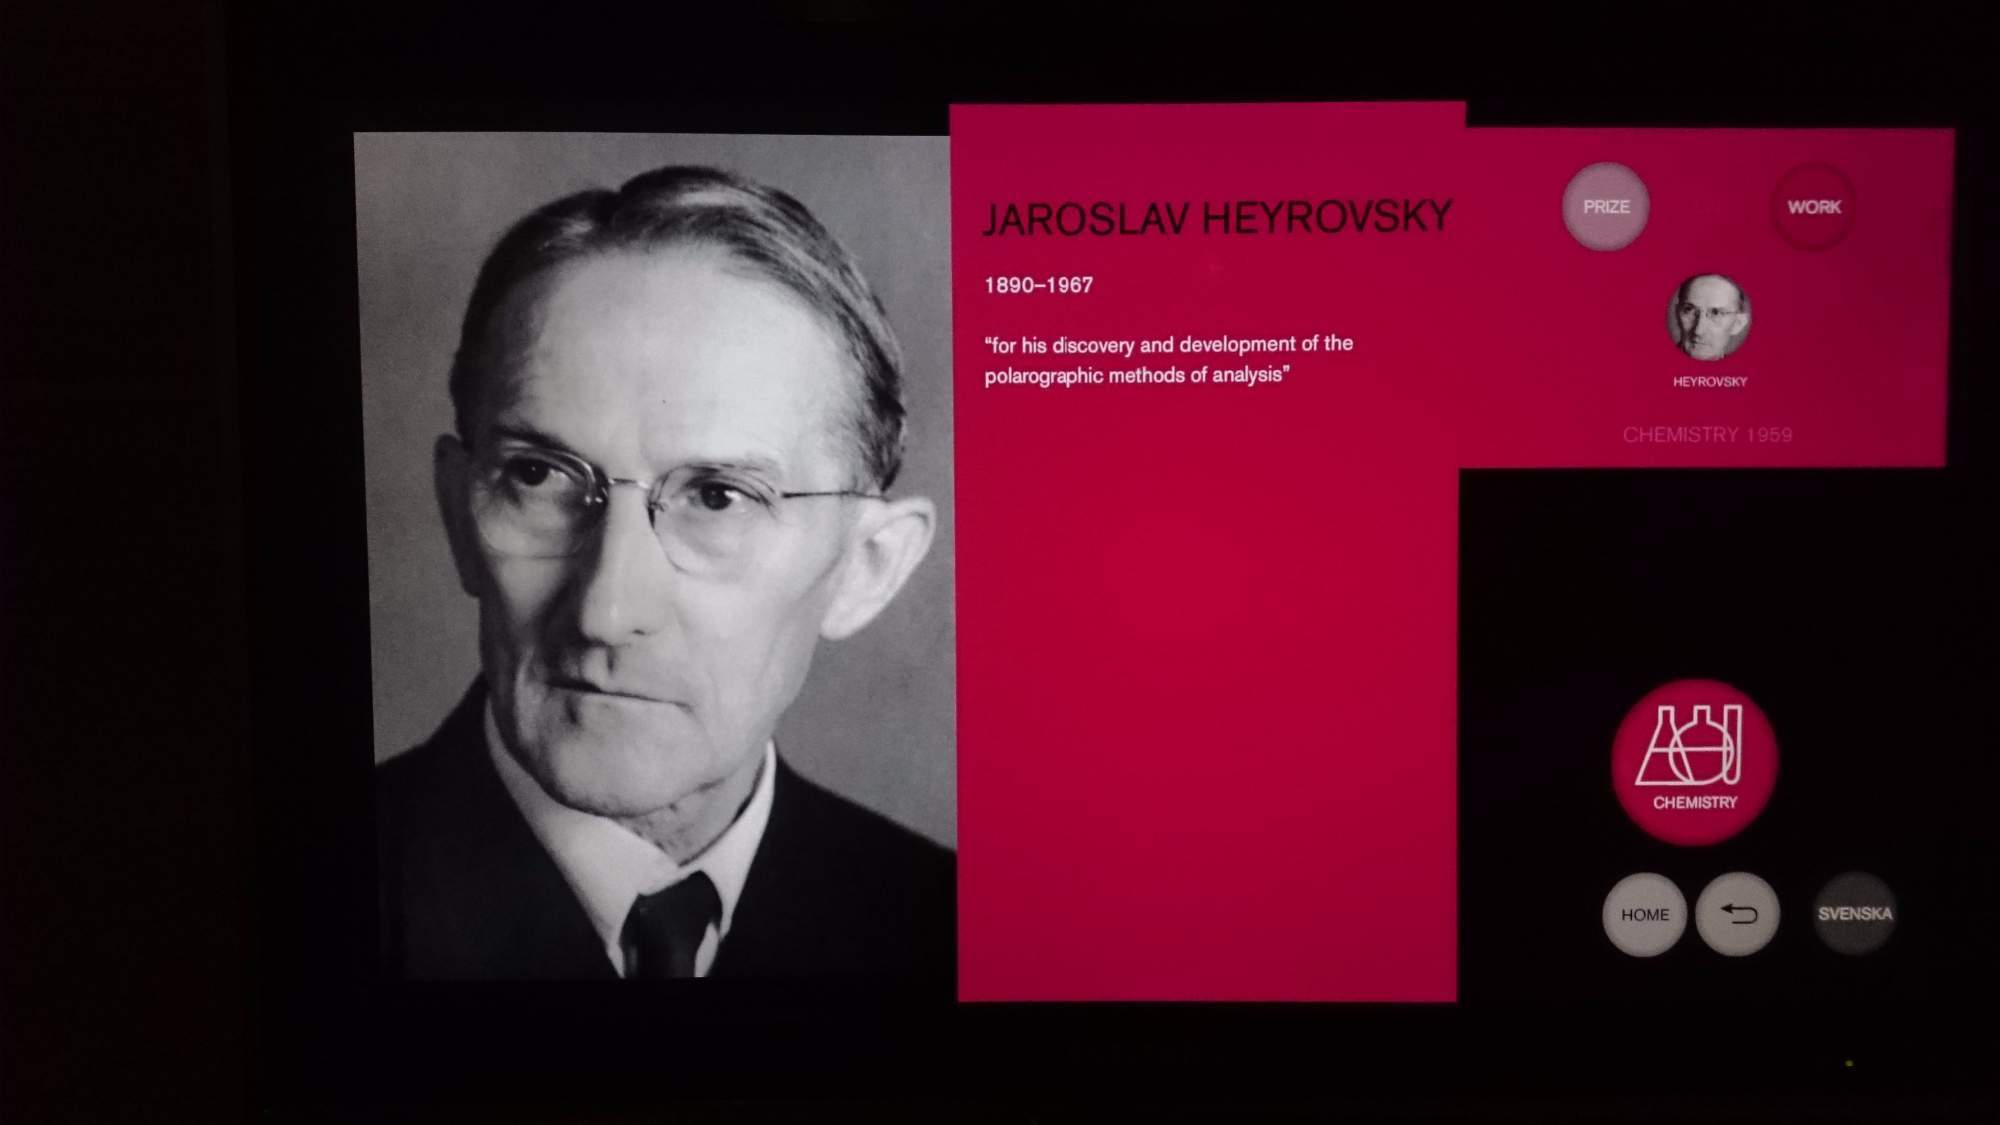 JAROSLAV HEYROVSKY
1890–1967
“for his discovery and development of the
polarographic methods of analysis”
PRIZE
WORK
HEYROVSKY
CHEMISTRY 1959
CHEMISTRY
HOME
SVENSKA